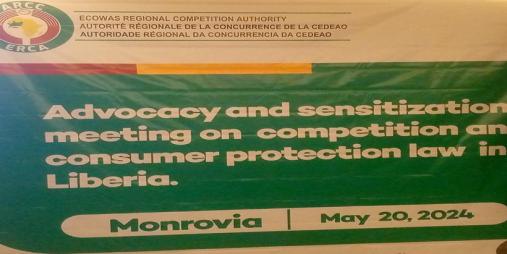 ARCC
ERCA
ECOWAS REGIONAL COMPETITION AUTHORITY
AUTORITÉ RÉGIONALE DE LA CONCURRENCE DE LA CEDEAO
AUTORIDADE RÉGIONAL DA CONCURRENCIA DA CEDEAO
Advocacy and sensitization
meeting on competition an
consumer protection law in
Liberia.
Monrovia | May 20, 2024